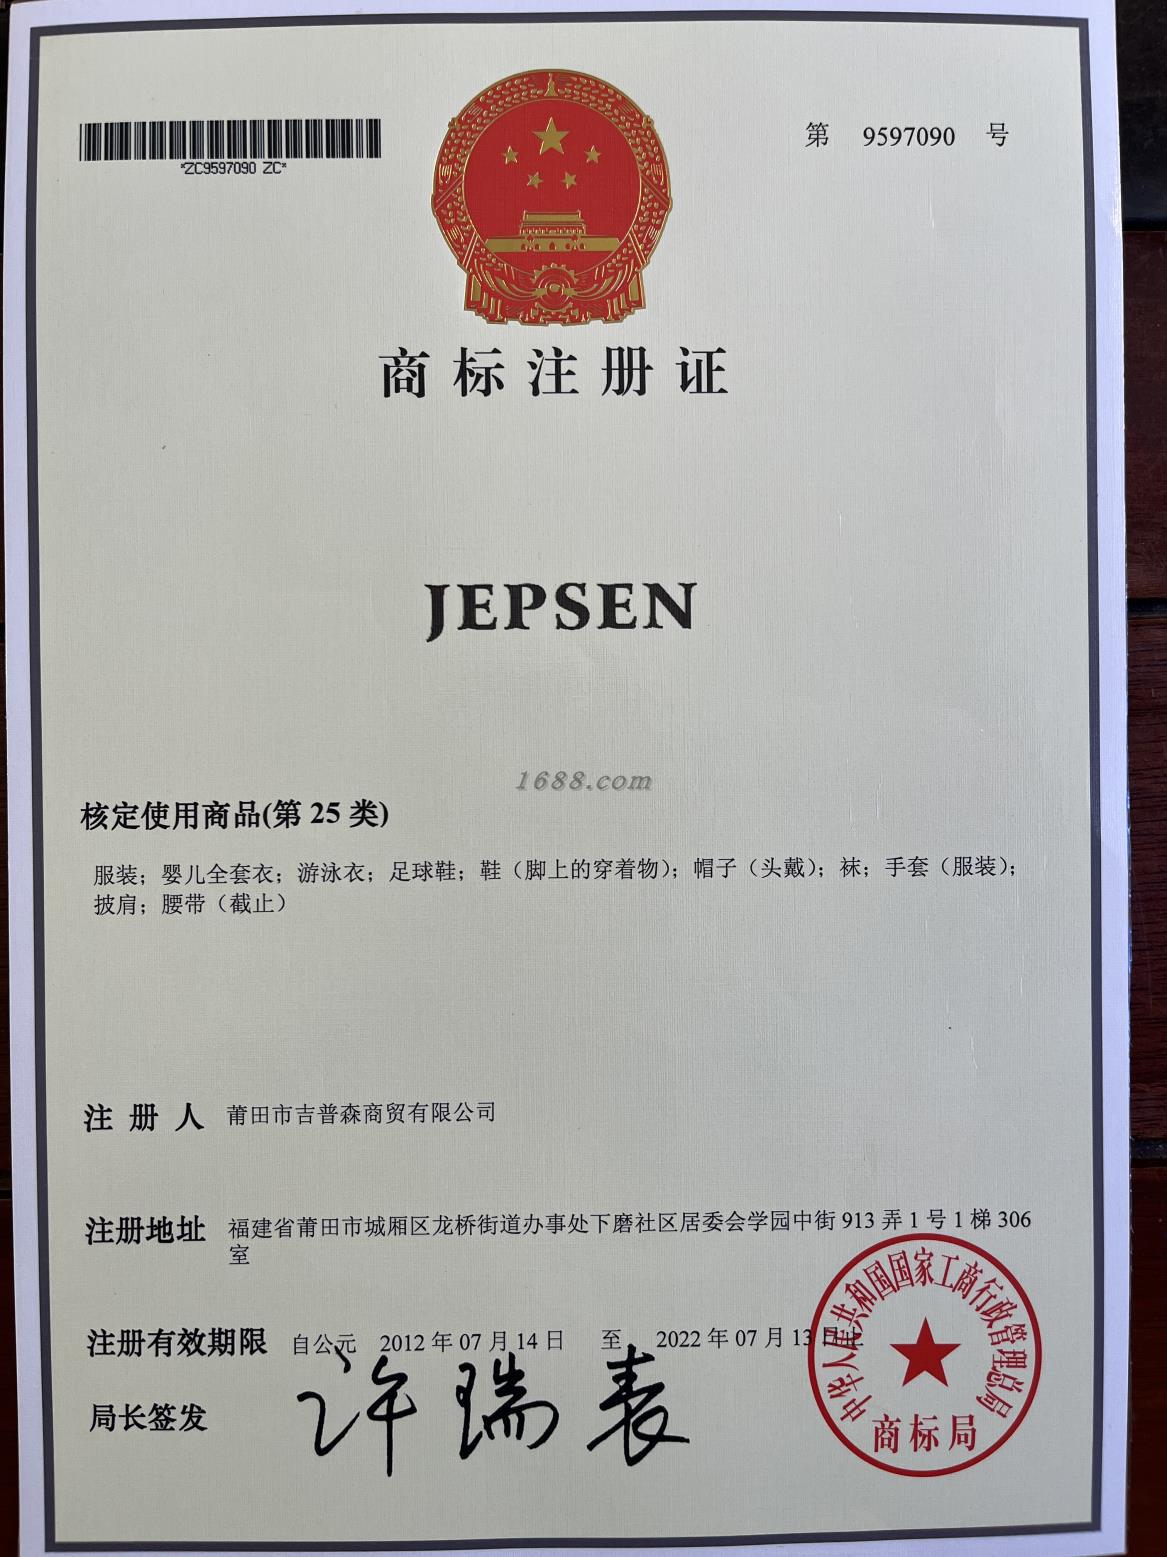 *ZC9597090 ZC*
第 9597090 号
商标注册证
JEPSEN
1688.com
核定使用商品(第 25 类)
服装；婴儿全套衣；游泳衣；足球鞋；鞋（脚上的穿着物）；帽子（头戴）；袜；手套（服装）；
披肩；腰带（截止）
注 册 人 莆田市吉普森商贸有限公司
注册地址 福建省莆田市城厢区龙桥街道办事处下磨社区居委会学园中街 913 弄 1 号 1 梯 306
室
注册有效期限 自公元 2012 年 07 月 14 日 至 2022 年 07 月 13 日止
局长签发 许瑞表
中华人民共和国国家工商行政管理总局
商标局